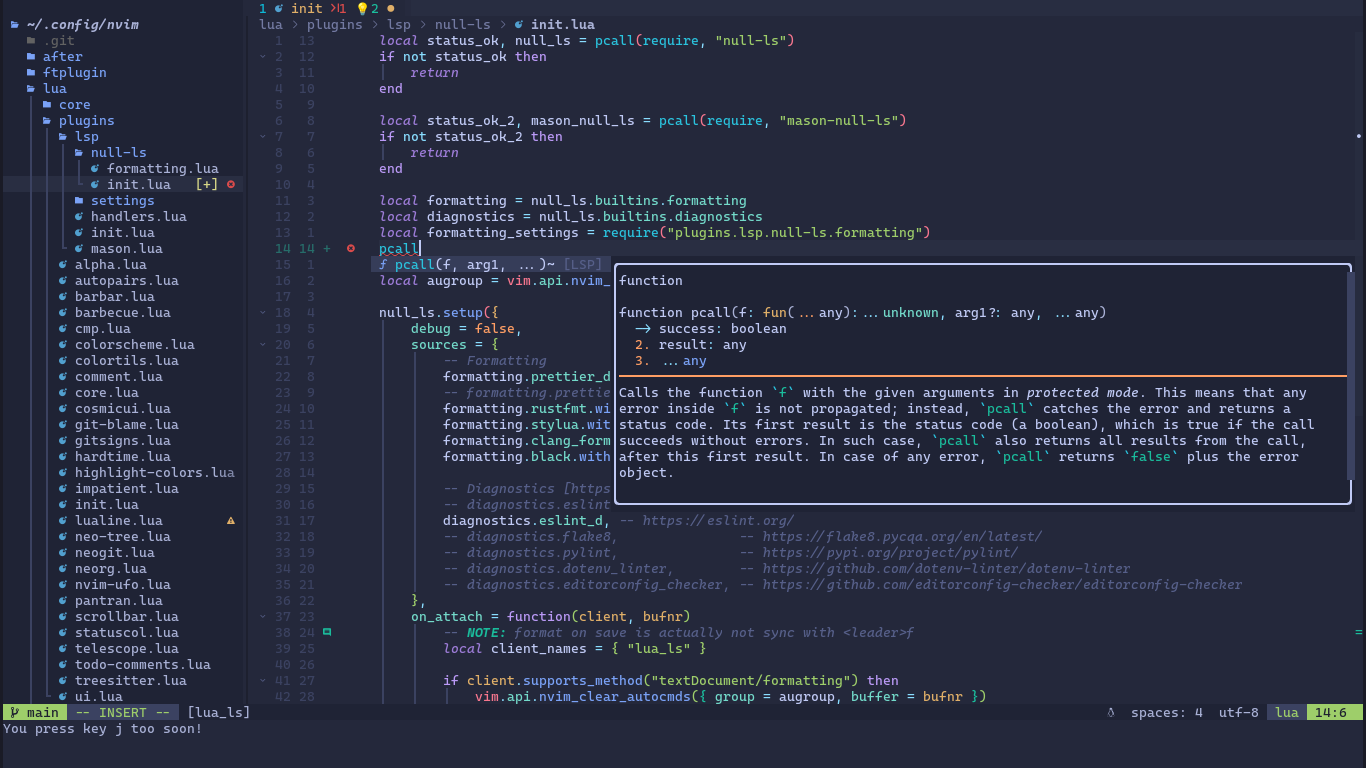 1 init 1 2 ●
~/.config/nvim
lua > plugins > lsp > null-ls > init.lua
.git
after
ftplugin
lua
core
plugins
lsp
null-ls
formatting.lua
init.lua [+]
settings
handlers.lua
init.lua
mason.lua
alpha.lua
autopairs.lua
barbar.lua
barbecue.lua
cmp.lua
colorscheme.lua
colortils.lua
comment.lua
core.lua
cosmicui.lua
git-blame.lua
gitsigns.lua
hardtime.lua
highlight-colors.lua
impatient.lua
init.lua
lualine.lua
neo-tree.lua
neogit.lua
neorg.lua
nvim-ufo.lua
pantran.lua
scrollbar.lua
statuscol.lua
telescope.lua
todo-comments.lua
treesitter.lua
ui.lua
1 13 local status_ok, null_ls = pcall(require, "null-ls")
2 12 if not status_ok then
3 11 return
4 10 end
5 9
6 8 local status_ok_2, mason_null_ls = pcall(require, "mason-null-ls")
7 7 if not status_ok_2 then
8 6 return
9 5 end
10 4
11 3 local formatting = null_ls.builtins.formatting
12 2 local diagnostics = null_ls.builtins.diagnostics
13 1 local formatting_settings = require("plugins.lsp.null-ls.formatting")
14 14 + pcall
15 1 f pcall(f, arg1, ...)~ [LSP]
16 2 local augroup = vim.api.nvim_
17 3
18 4 null_ls.setup({
19 5 debug = false,
20 6 sources = {
21 7 -- Formatting
22 8 formatting.prettier_d
23 9 -- formatting.prettie
24 10 formatting.rustfmt.wi
25 11 formatting.stylua.wit
26 12 formatting.clang_form
27 13 formatting.black.with
28 14
29 15 -- Diagnostics [https
30 16 -- diagnostics.eslint
31 17 diagnostics.eslint_d, -- https://eslint.org/
32 18 -- diagnostics.flake8, -- https://flake8.pycqa.org/en/latest/
33 19 -- diagnostics.pylint, -- https://pypi.org/project/pylint/
34 20 -- diagnostics.dotenv_linter, -- https://github.com/dotenv-linter/dotenv-linter
35 21 -- diagnostics.editorconfig_checker, -- https://github.com/editorconfig-checker/editorconfig-checker
36 22 },
37 23 on_attach = function(client, bufnr)
38 24 -- NOTE: format on save is actually not sync with <leader>f
39 25 local client_names = { "lua_ls" }
40 26
41 27 if client.supports_method("textDocument/formatting") then
42 28 vim.api.nvim_clear_autocmds({ group = augroup, buffer = bufnr })
function
function pcall(f: fun(...any):...unknown, arg1?: any, ...any)
-> success: boolean
2. result: any
3. ...any
Calls the function `f` with the given arguments in protected mode. This means that any
error inside `f` is not propagated; instead, `pcall` catches the error and returns a
status code. Its first result is the status code (a boolean), which is true if the call
succeeds without errors. In such case, `pcall` also returns all results from the call,
after this first result. In case of any error, `pcall` returns `false` plus the error
object.
main -- INSERT -- [lua_ls] spaces: 4 utf-8 lua 14:6
You press key j too soon!